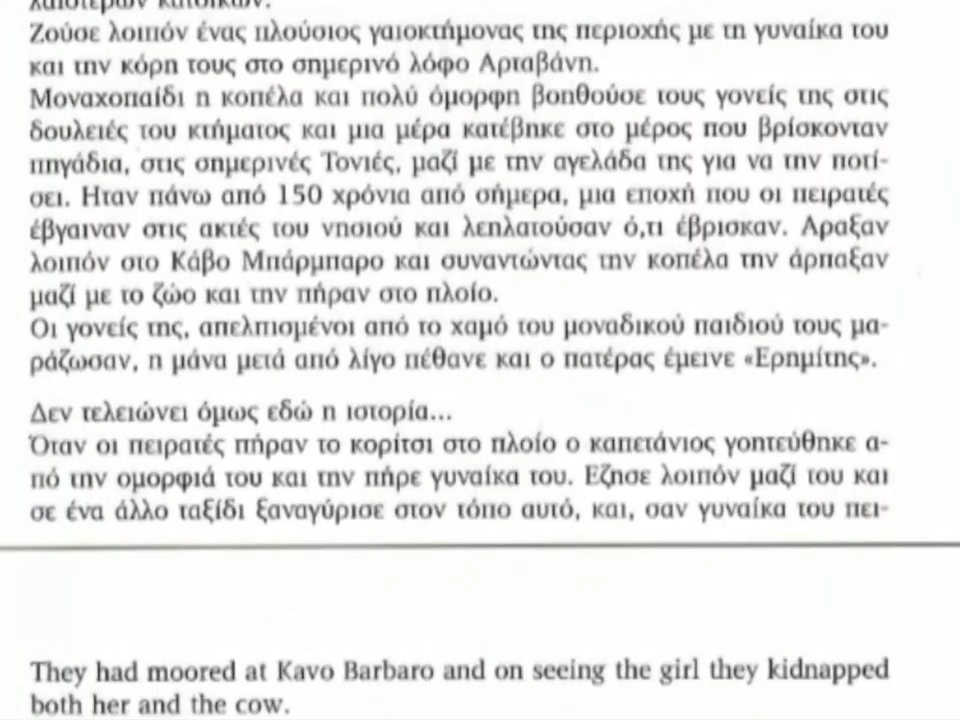 λαιοτέρων κατοίκων.
Ζούσε λοιπόν ένας πλούσιος γαιοκτήμονας της περιοχής με τη γυναίκα του
και την κόρη τους στο σημερινό λόφο Αρταβάνη.
Μοναχοπαίδι η κοπέλα και πολύ όμορφη βοηθούσε τους γονείς της στις
δουλειές του κτήματος και μια μέρα κατέβηκε στο μέρος που βρίσκονταν
πηγάδια, στις σημερινές Τονιές, μαζί με την αγελάδα της για να την ποτί-
σει. Ηταν πάνω από 150 χρόνια από σήμερα, μια εποχή που οι πειρατές
έβγαιναν στις ακτές του νησιού και λεηλατούσαν ό,τι έβρισκαν. Αραξαν
λοιπόν στο Κάβο Μπάρμπαρο και συναντώντας την κοπέλα την άρπαξαν
μαζί με το ζώο και την πήραν στο πλοίο.
Οι γονείς της, απελπισμένοι από το χαμό του μοναδικού παιδιού τους μα-
ράζωσαν, η μάνα μετά από λίγο πέθανε και ο πατέρας έμεινε «Ερημίτης».
Δεν τελειώνει όμως εδώ η ιστορία...
Όταν οι πειρατές πήραν το κορίτσι στο πλοίο ο καπετάνιος γοητεύθηκε α-
πό την ομορφιά του και την πήρε γυναίκα του. Εζησε λοιπόν μαζί του και
σε ένα άλλο ταξίδι ξαναγύρισε στον τόπο αυτό, και, σαν γυναίκα του πει-
They had moored at Kavo Barbaro and on seeing the girl they kidnapped
both her and the cow.